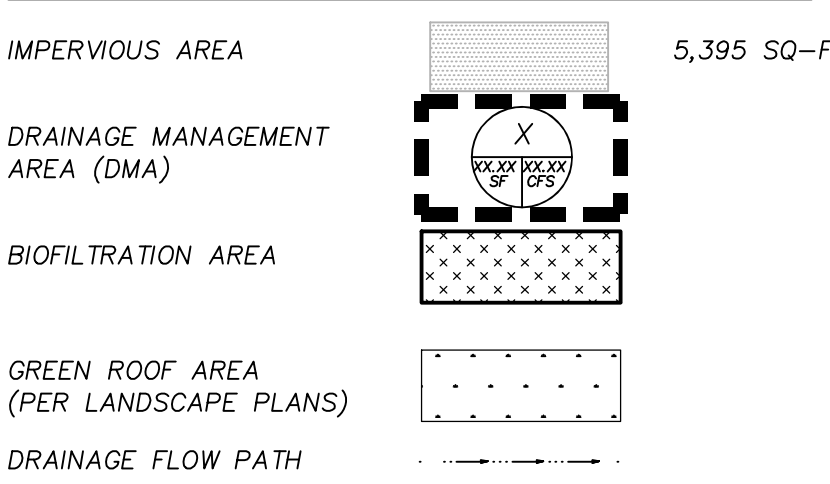 IMPERVIOUS AREA 5,395 SQ-F
DRAINAGE MANAGEMENT
AREA (DMA)
X
XX.XX XX.XX
SF CFS
BIOFILTRATION AREA
GREEN ROOF AREA
(PER LANDSCAPE PLANS)
DRAINAGE FLOW PATH